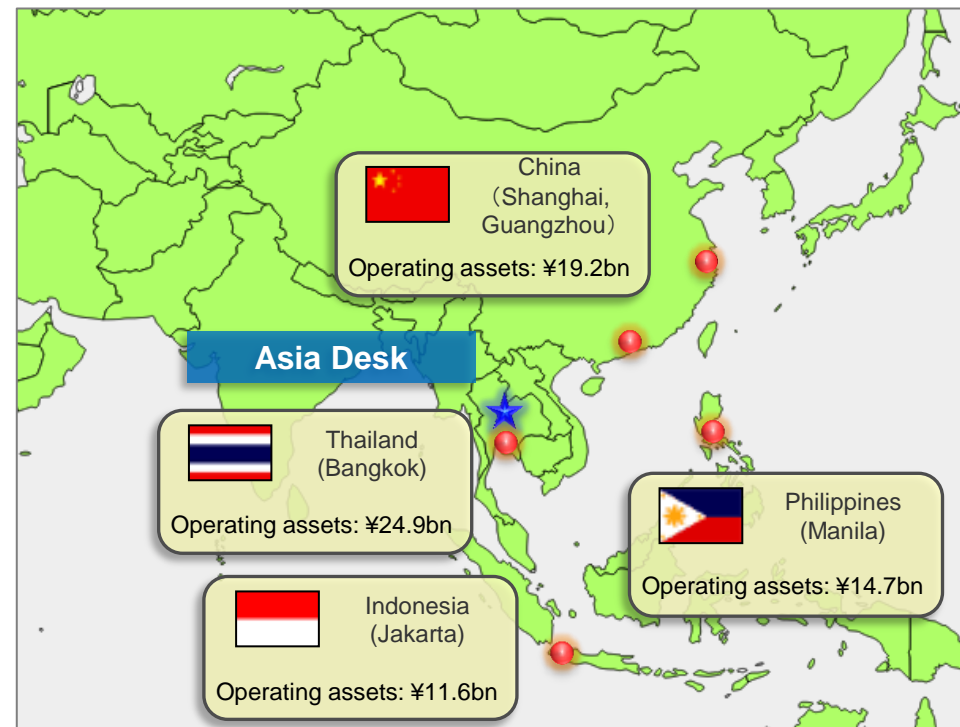 China
（Shanghai,
Guangzhou）
Operating assets: ¥19.2bn
Asia Desk
Thailand
(Bangkok)
Operating assets: ¥24.9bn
Philippines
(Manila)
Operating assets: ¥14.7bn
Indonesia
(Jakarta)
Operating assets: ¥11.6bn